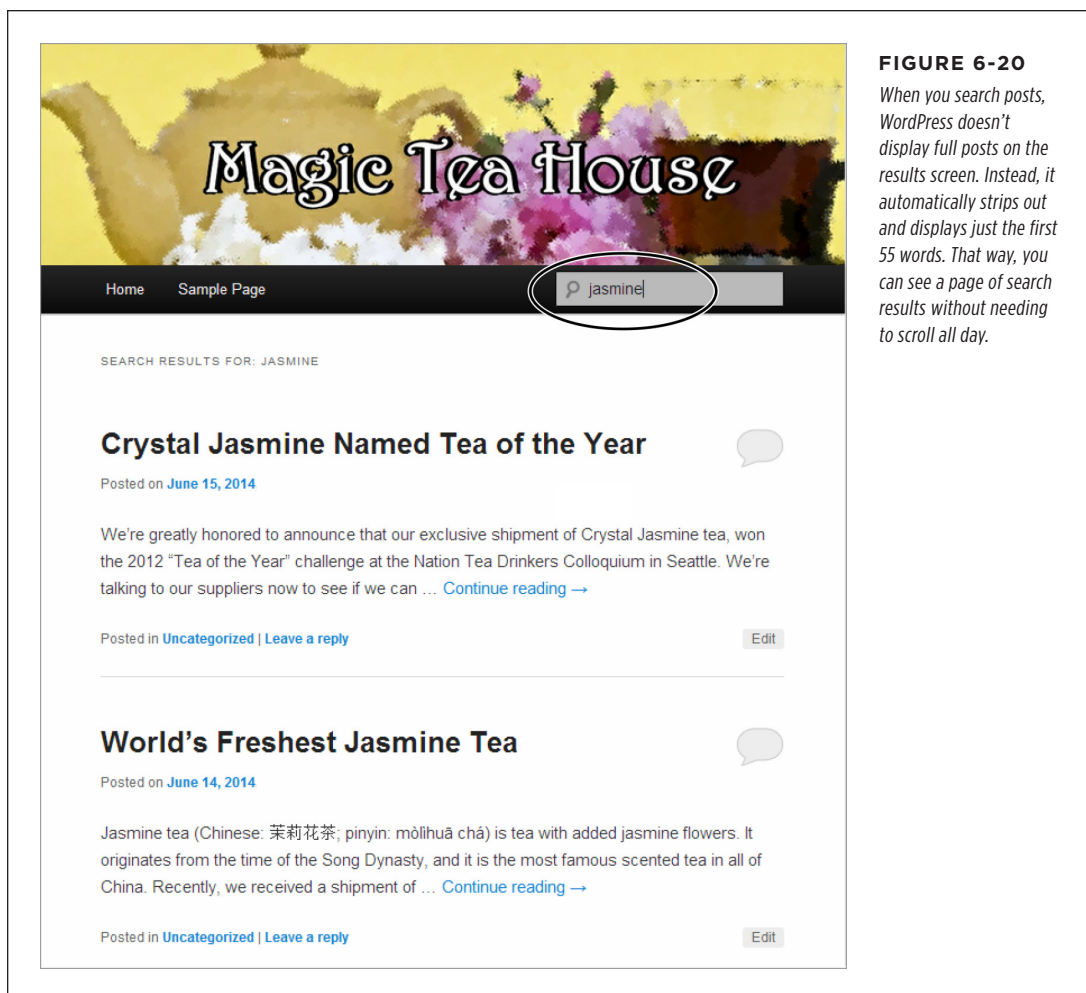 Magic Tea House
Home Sample Page jasmine
SEARCH RESULTS FOR: JASMINE
Crystal Jasmine Named Tea of the Year
Posted on June 15, 2014
We’re greatly honored to announce that our exclusive shipment of Crystal Jasmine tea, won
the 2012 “Tea of the Year” challenge at the Nation Tea Drinkers Colloquium in Seattle. We’re
talking to our suppliers now to see if we can … Continue reading →
Posted in Uncategorized | Leave a reply Edit
World’s Freshest Jasmine Tea
Posted on June 14, 2014
Jasmine tea (Chinese: 茉莉花茶; pinyin: mòlìhuā chá) is tea with added jasmine flowers. It
originates from the time of the Song Dynasty, and it is the most famous scented tea in all of
China. Recently, we received a shipment of … Continue reading →
Posted in Uncategorized | Leave a reply Edit
FIGURE 6-20
When you search posts,
WordPress doesn’t
display full posts on the
results screen. Instead, it
automatically strips out
and displays just the first
55 words. That way, you
can see a page of search
results without needing
to scroll all day.